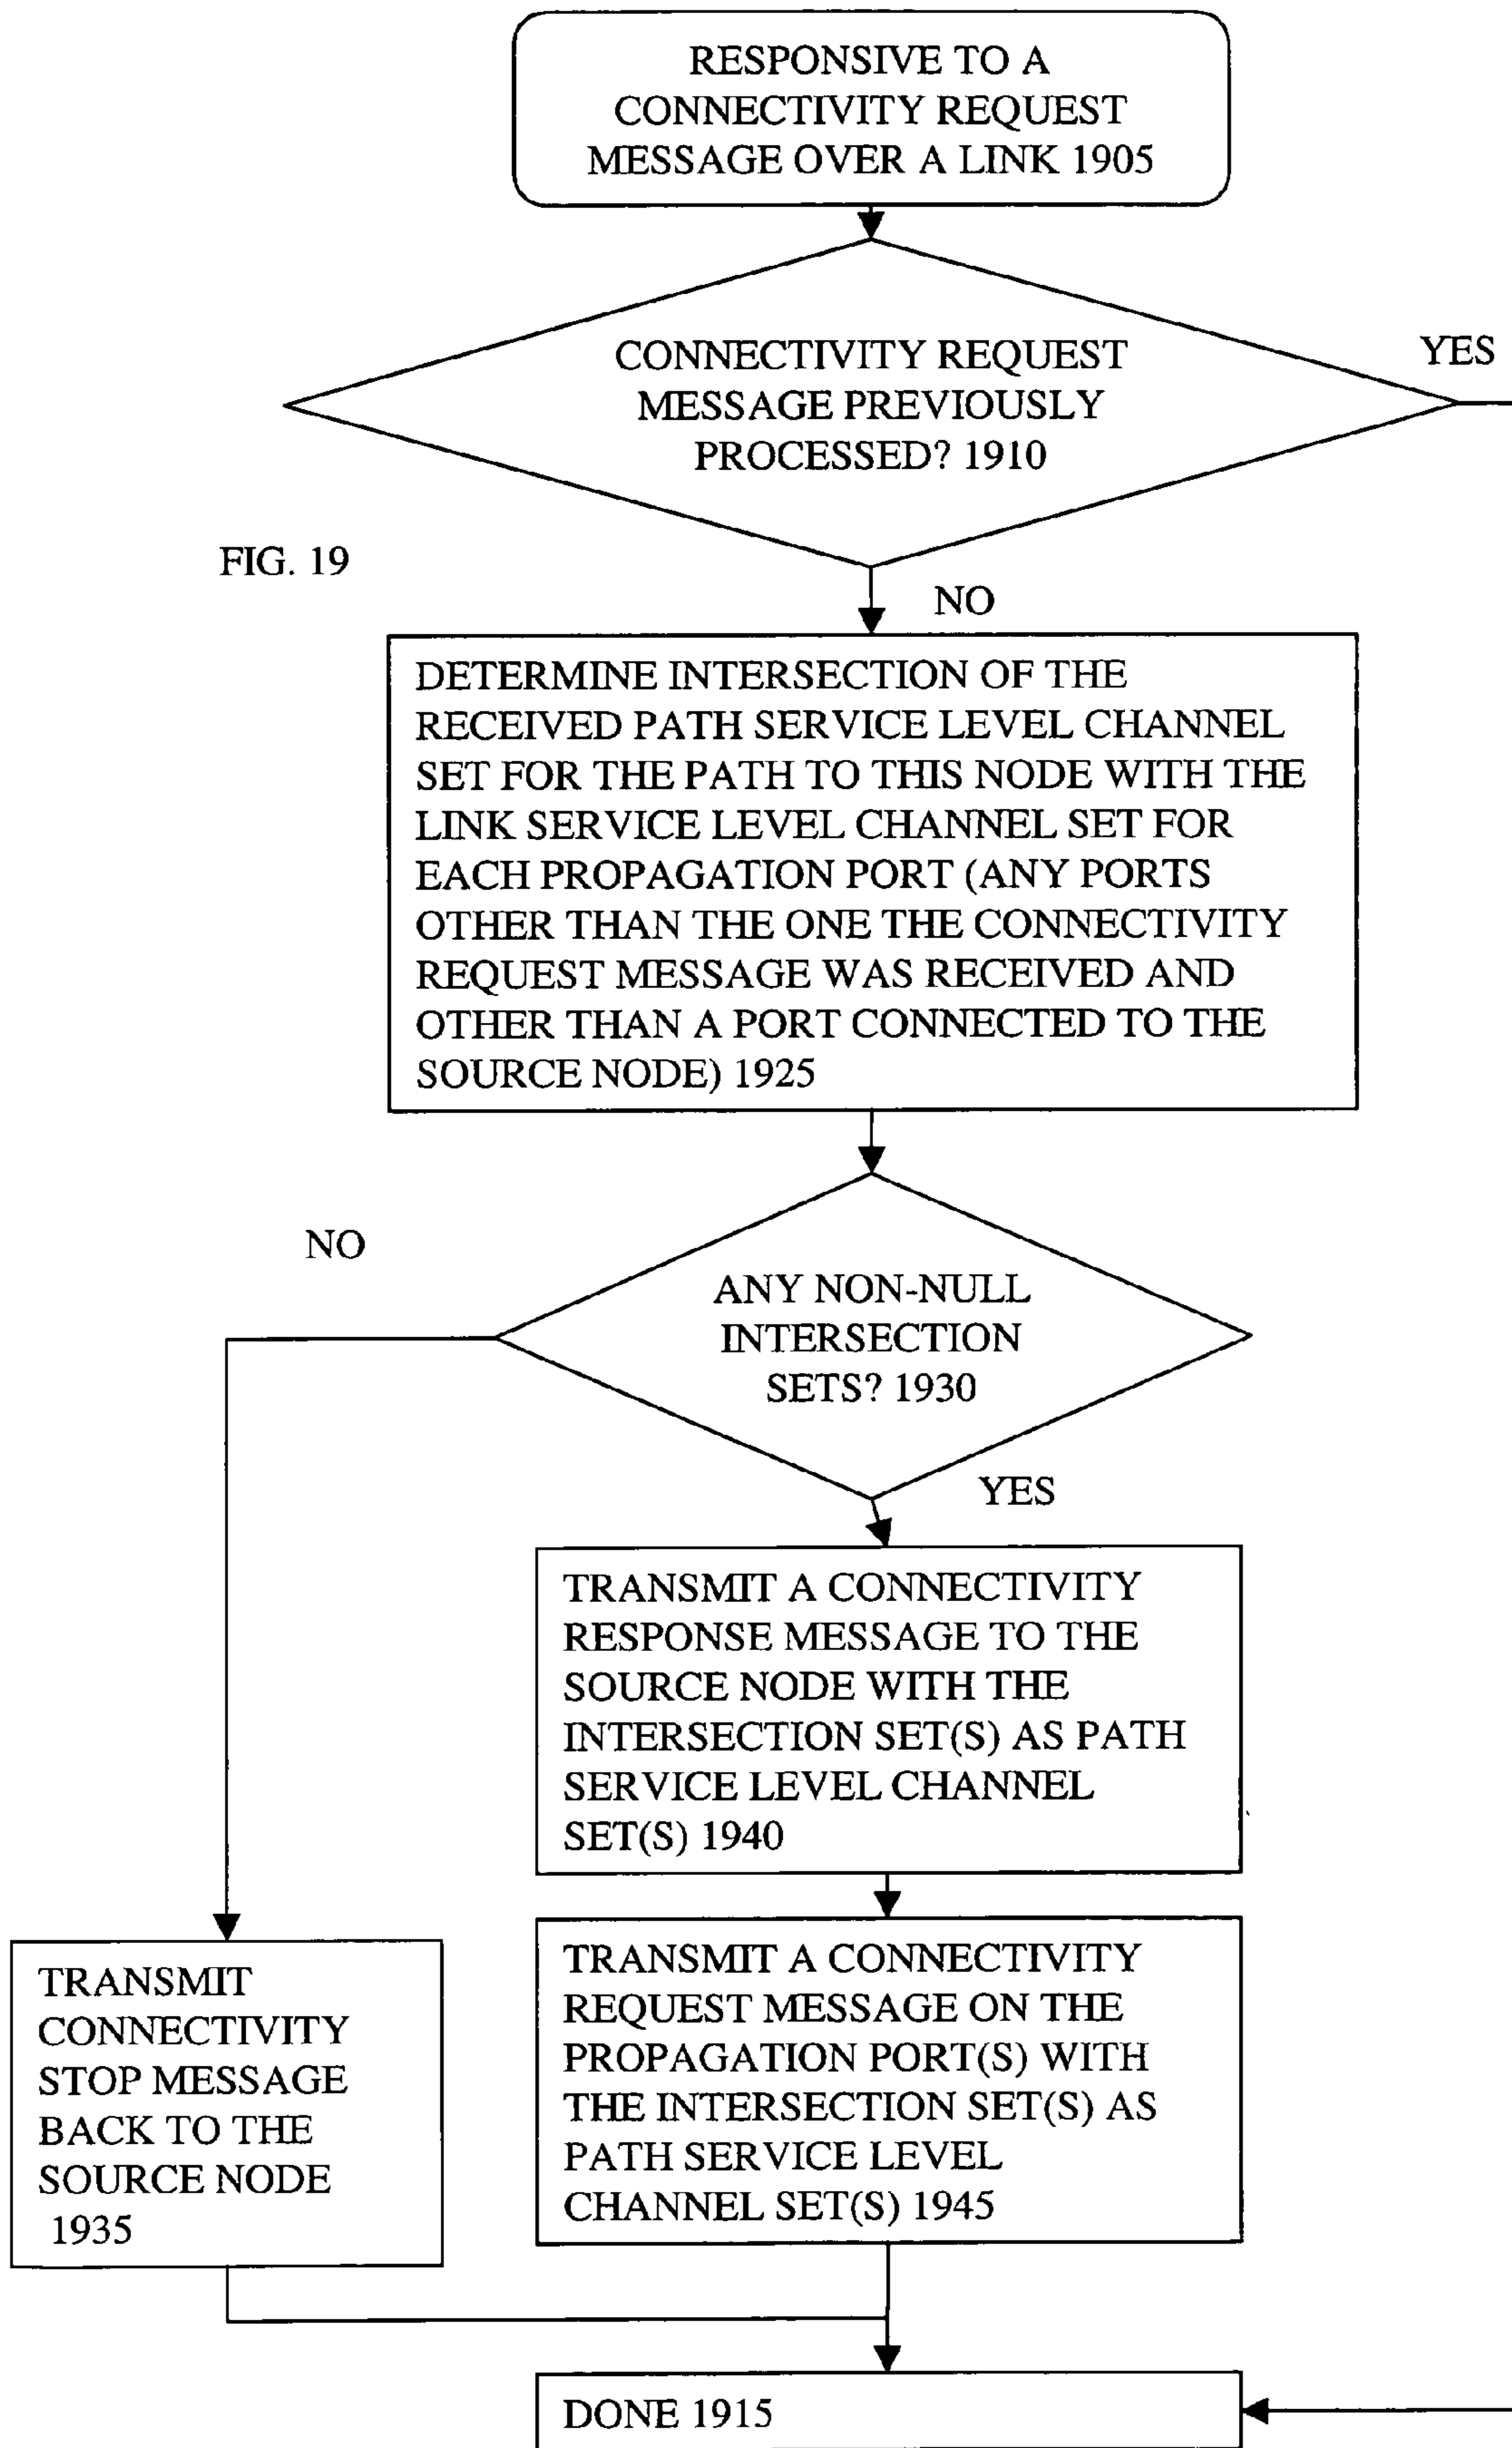 RESPONSIVE TO A
CONNECTIVITY REQUEST
MESSAGE OVER A LINK 1905
CONNECTIVITY REQUEST
MESSAGE PREVIOUSLY
PROCESSED? 1910
YES
FIG. 19
NO
DETERMINE INTERSECTION OF THE
RECEIVED PATH SERVICE LEVEL CHANNEL
SET FOR THE PATH TO THIS NODE WITH THE
LINK SERVICE LEVEL CHANNEL SET FOR
EACH PROPAGATION PORT (ANY PORTS
OTHER THAN THE ONE THE CONNECTIVITY
REQUEST MESSAGE WAS RECEIVED AND
OTHER THAN A PORT CONNECTED TO THE
SOURCE NODE) 1925
NO
ANY NON-NULL
INTERSECTION
SETS? 1930
YES
TRANSMIT A CONNECTIVITY
RESPONSE MESSAGE TO THE
SOURCE NODE WITH THE
INTERSECTION SET(S) AS PATH
SERVICE LEVEL CHANNEL
SET(S) 1940
TRANSMIT
CONNECTIVITY
STOP MESSAGE
BACK TO THE
SOURCE NODE
1935
TRANSMIT A CONNECTIVITY
REQUEST MESSAGE ON THE
PROPAGATION PORT(S) WITH
THE INTERSECTION SET(S) AS
PATH SERVICE LEVEL
CHANNEL SET(S) 1945
DONE 1915